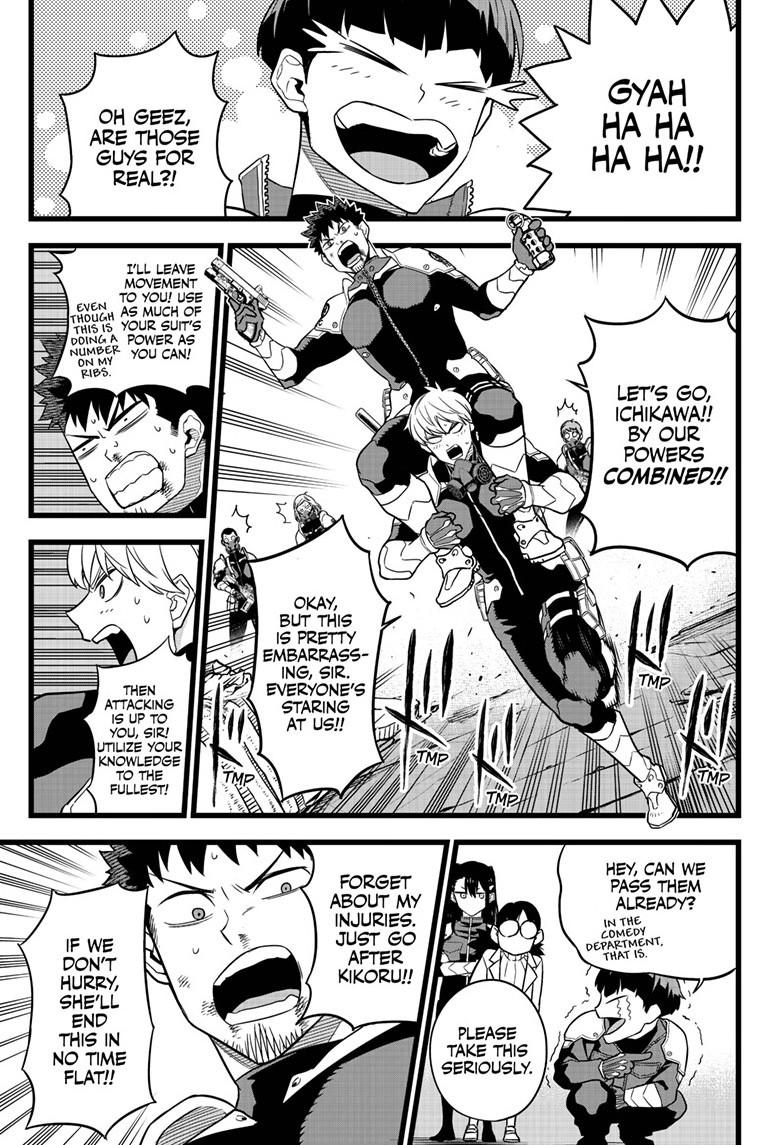 GYAH
HA HA
HA HA!!
OH GEEZ,
ARE THOSE
GUYS FOR
REAL?!
LET'S GO,
ICHIKAWA!!
BY OUR
POWERS
COMBINED!!
OKAY,
BUT THIS
IS PRETTY
EMBARRASS-
ING, SIR.
EVERYONE'S
STARING
AT US!!
TMP
TMP
TMP
TMP
I'LL LEAVE
MOVEMENT
TO YOU! USE
AS MUCH OF
YOUR SUIT'S
POWER AS
YOU CAN!
EVEN
THOUGH
THIS IS
DOING A
NUMBER
ON MY
RIBS.
THEN
ATTACKING
IS UP TO
YOU, SIR!
UTILIZE YOUR
KNOWLEDGE
TO THE
FULLEST!
HEY, CAN WE
PASS THEM
ALREADY?
IN THE
COMEDY
DEPARTMENT,
THAT IS.
PLEASE
TAKE THIS
SERIOUSLY.
FORGET
ABOUT MY
INJURIES.
JUST GO
AFTER
KIKORU!!
IF WE
DON'T
HURRY,
SHE'LL
END
THIS IN
NO TIME
FLAT!!